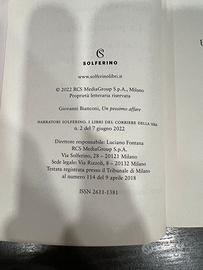 SOLFERINO
www.solferinolibri.it
© 2022 RCS MediaGroup S.p.A., Milano
Proprietà letteraria riservata
Giovanni Bianconi, Un pessimo affare
NARRATORI SOLFERINO. I LIBRI DEL CORRIERE DELLA SERA
n. 2 del 7 giugno 2022
Direttore responsabile: Luciano Fontana
RCS MediaGroup S.p.A.
Via Solferino, 28 – 20121 Milano
Sede legale: Via Rizzoli, 8 – 20132 Milano
Testata registrata presso il Tribunale di Milano
al numero 114 del 9 aprile 2018
ISSN 2611-1381